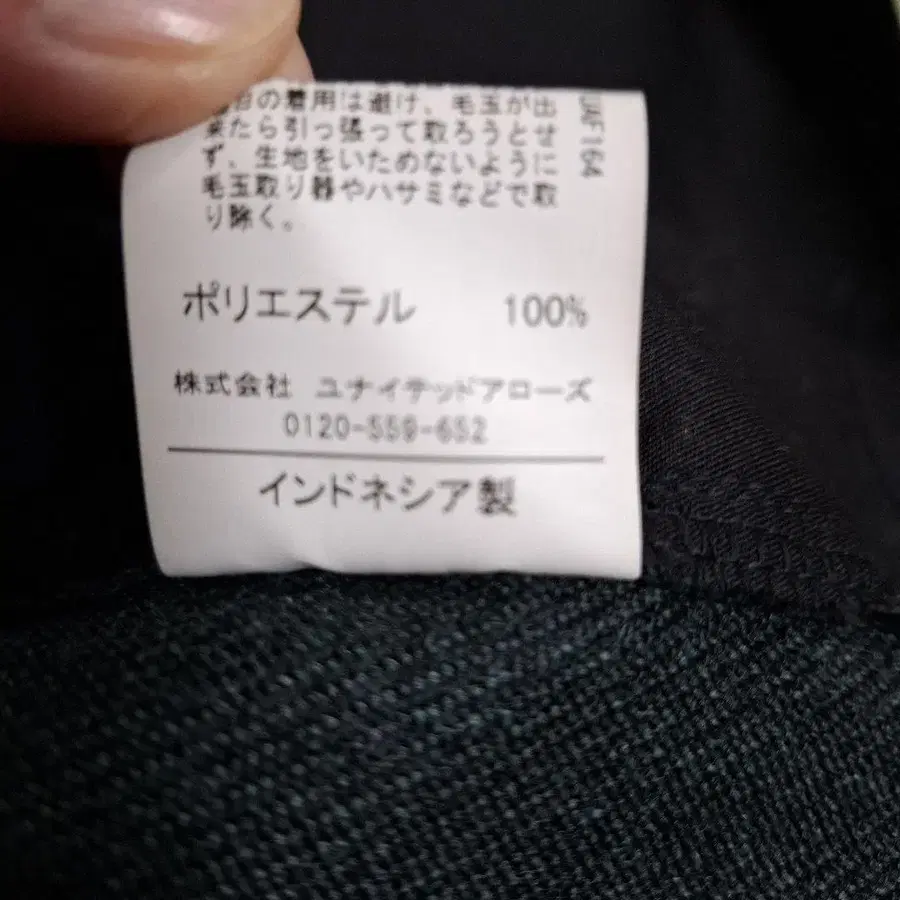 の着用は避け、毛玉が出
来たら引っ張って取ろうとせ
ず、生地をいためないように
毛玉取り器やハサミなどで取
り除く。
UAF164
ポリエステル 100%
株式会社 ユナイテッドアローズ
0120-559-652
インドネシア製